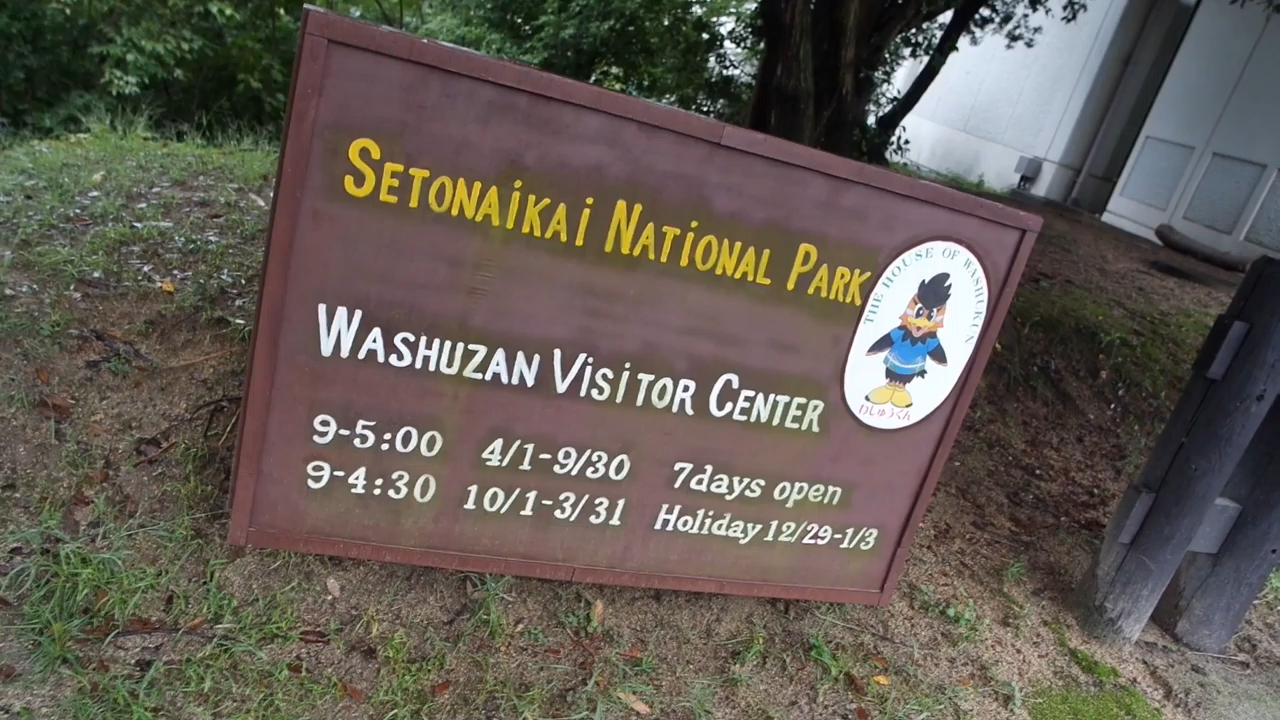 SETONAiKAi NATiONAL PARK
THE HOUSE OF WASHUKUN
わしゅうくん
WASHUZAN ViSiTOR CENTER
9-5:00 4/1-9/30 7days open
9-4:30 10/1-3/31 Holiday 12/29-1/3